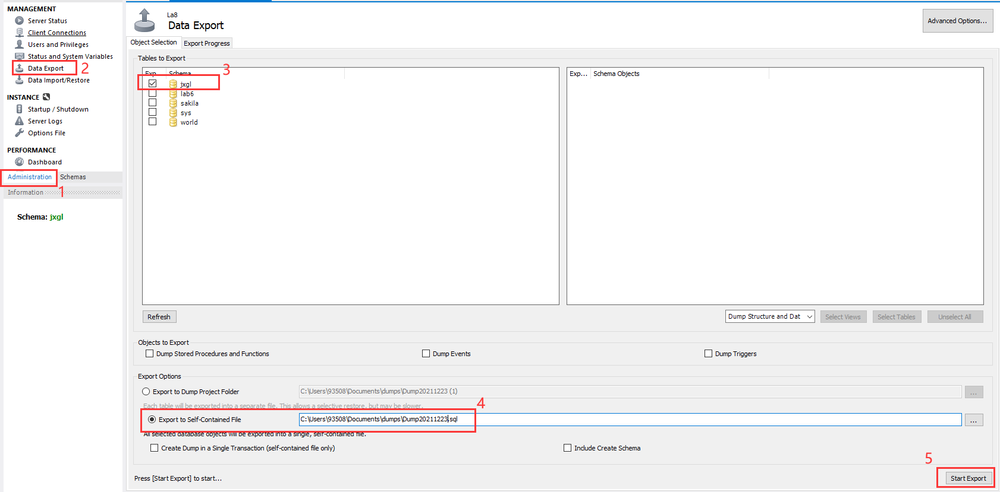 MANAGEMENT
Server Status
Client Connections
Users and Privileges
Status and System Variables
Data Export
2
Data Import/Restore
INSTANCE
Startup / Shutdown
Server Logs
Options File
PERFORMANCE
Dashboard
Administration Schemas
1
Information
Schema: jxgl
La8
Data Export
Advanced Options...
Object Selection Export Progress
Tables to Export
3
Exp... Schema
jxgl
lab6
sakila
sys
world
Exp... Schema Objects
Refresh
Dump Structure and Dat Select Views Select Tables Unselect All
Objects to Export
Dump Stored Procedures and Functions Dump Events Dump Triggers
Export Options
Export to Dump Project Folder C:\Users\93508\Documents\dumps\Dump20211223 (1) ...
Each table will be exported into a separate file. This allows a selective restore, but may be slower.
4
Export to Self-Contained File C:\Users\93508\Documents\dumps\Dump20211223.sql ...
All selected database objects will be exported into a single, self-contained file.
Create Dump in a Single Transaction (self-contained file only) Include Create Schema
5
Press [Start Export] to start... Start Export